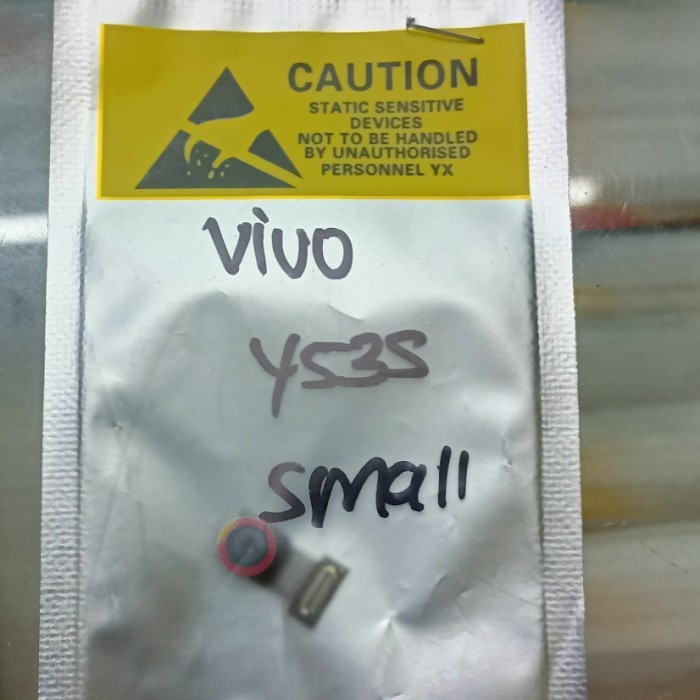 CAUTION
STATIC SENSITIVE
DEVICES
NOT TO BE HANDLED
BY UNAUTHORISED
PERSONNEL YX
vivo
Y53S
small